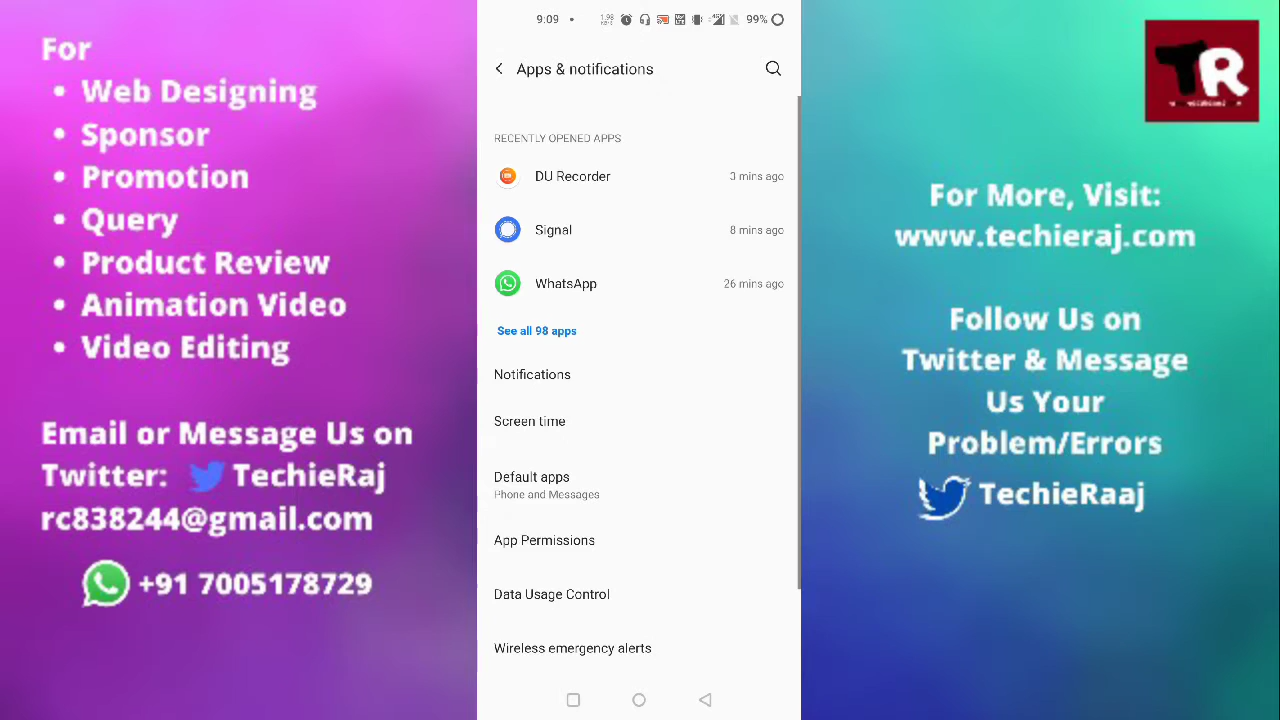 For
• Web Designing
• Sponsor
• Promotion
• Query
• Product Review
• Animation Video
• Video Editing
Email or Message Us on
Twitter: TechieRaj
rc838244@gmail.com
+91 7005178729
9:09 • 99%
Apps & notifications
RECENTLY OPENED APPS
DU Recorder 3 mins ago
Signal 8 mins ago
WhatsApp 26 mins ago
See all 98 apps
Notifications
Screen time
Default apps
Phone and Messages
App Permissions
Data Usage Control
Wireless emergency alerts
TR
For More, Visit:
www.techieraj.com
Follow Us on
Twitter & Message
Us Your
Problem/Errors
TechieRaaj